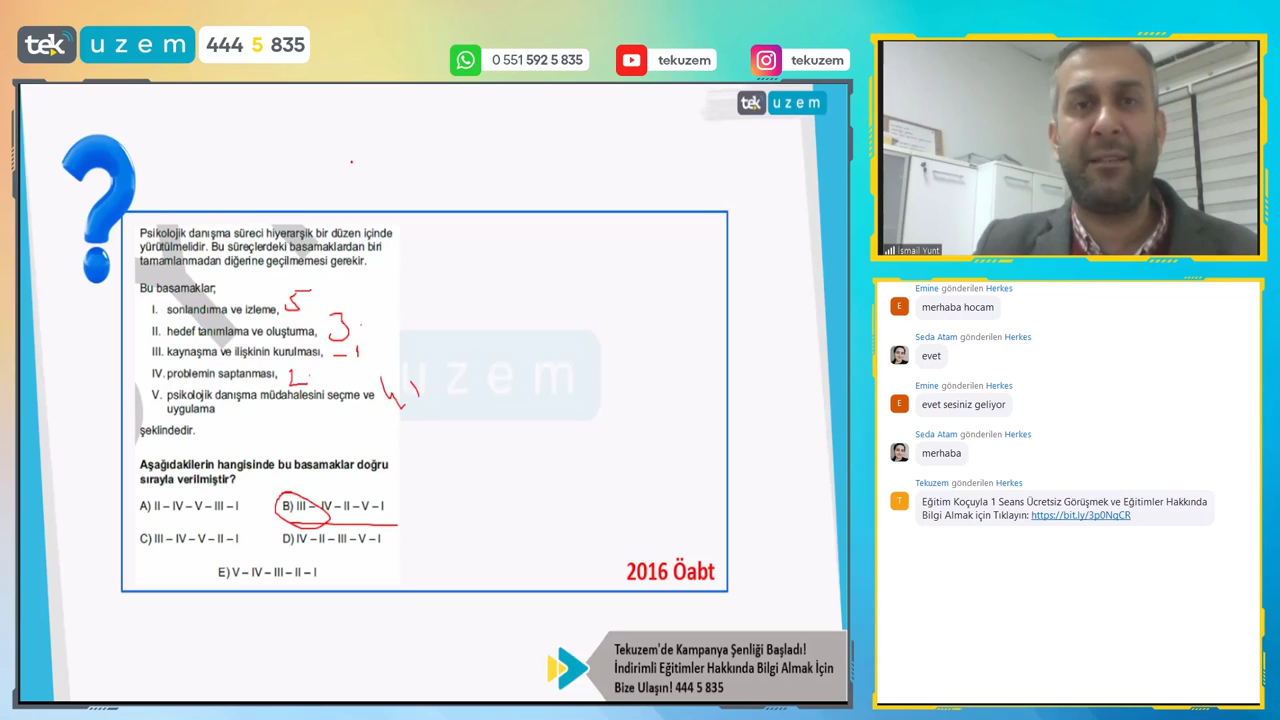 tek uzem 444 5 835
0 551 592 5 835
tekuzem
tekuzem
tek uzem
Psikolojik danışma süreci hiyerarşik bir düzen içinde
yürütülmelidir. Bu süreçlerdeki basamaklardan biri
tamamlanmadan diğerine geçilmemesi gerekir.
Bu basamaklar;
I. sonlandırma ve izleme, 5
II. hedef tanımlama ve oluşturma, 3
III. kaynaşma ve ilişkinin kurulması, - 1
IV. problemin saptanması, 2
V. psikolojik danışma müdahalesini seçme ve 4
uygulama
şeklindedir.
Aşağıdakilerin hangisinde bu basamaklar doğru
sırayla verilmiştir?
A) II – IV – V – III – I B) III – IV – II – V – I
C) III – IV – V – II – I D) IV – II – III – V – I
E) V – IV – III – II – I
uzem
2016 Öabt
Tekuzem'de Kampanya Şenliği Başladı!
İndirimli Eğitimler Hakkında Bilgi Almak İçin
Bize Ulaşın! 444 5 835
İsmail Yunt
Emine gönderilen Herkes
E merhaba hocam
Seda Atam gönderilen Herkes
evet
Emine gönderilen Herkes
E evet sesiniz geliyor
Seda Atam gönderilen Herkes
merhaba
Tekuzem gönderilen Herkes
T Eğitim Koçuyla 1 Seans Ücretsiz Görüşmek ve Eğitimler Hakkında
Bilgi Almak için Tıklayın: https://bit.ly/3p0NqCR